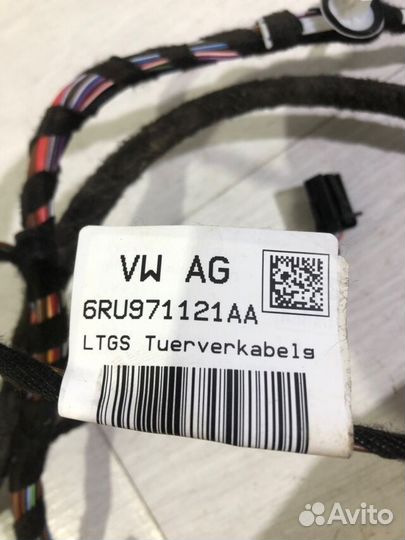 VW AG
6RU971121AA
LTGS Tuerverkabelg
Avito